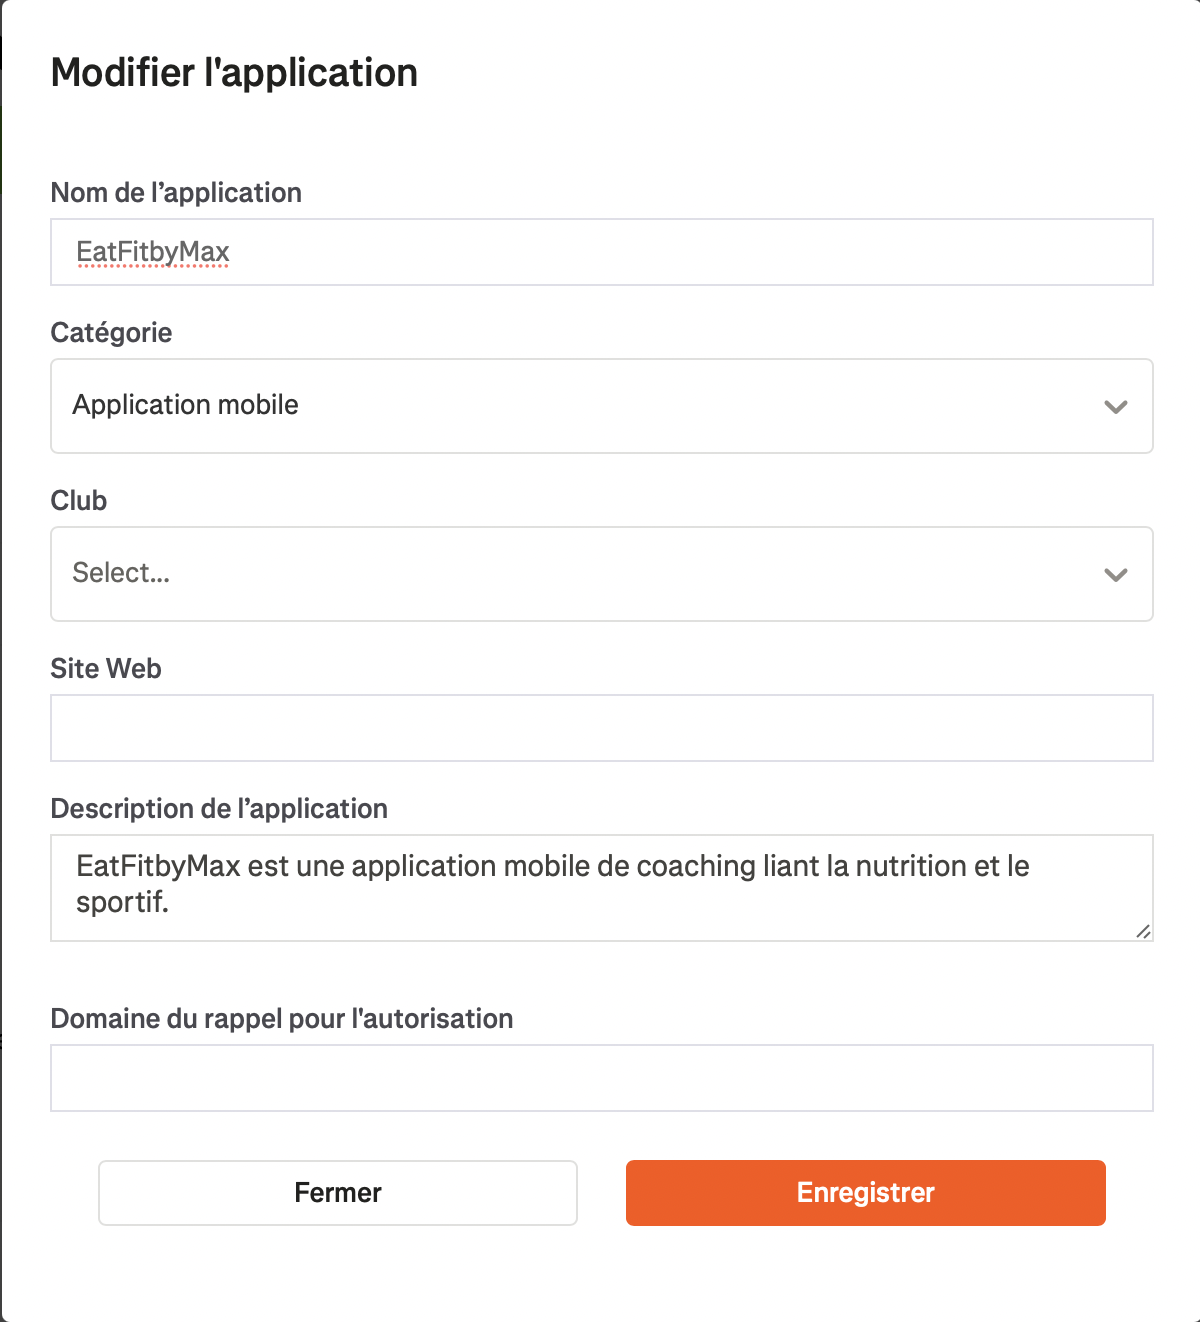 Modifier l'application
Nom de l’application
EatFitbyMax
Catégorie
Application mobile
Club
Select...
Site Web
Description de l’application
EatFitbyMax est une application mobile de coaching liant la nutrition et le
sportif.
Domaine du rappel pour l'autorisation
Fermer
Enregistrer